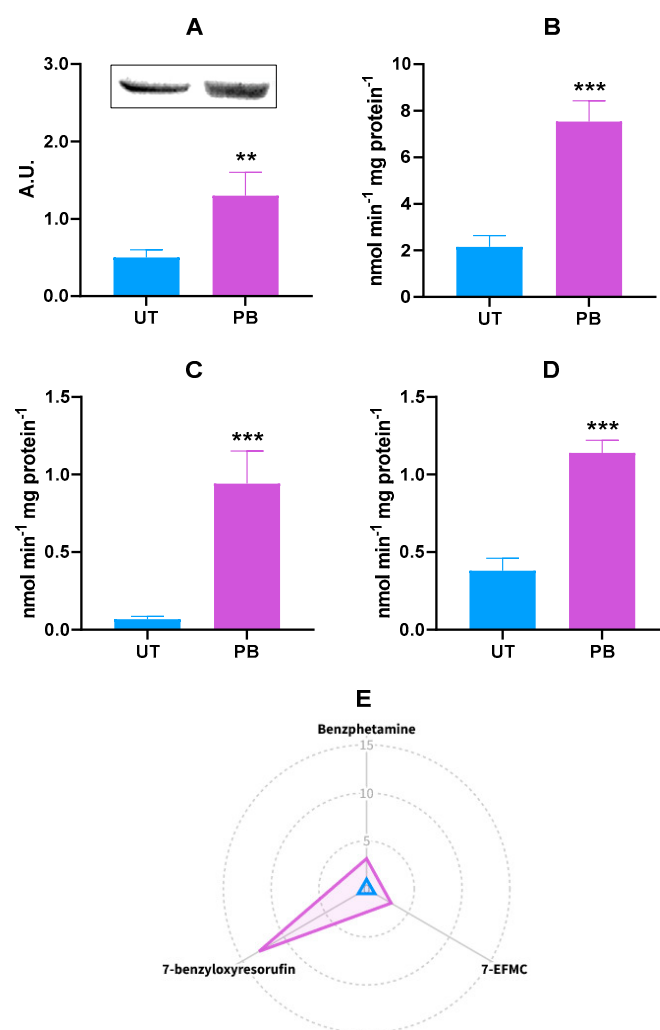 A
B
3.0
2.0
1.0
0.0
A.U.
**
UT
PB
10
8
6
4
2
0
nmol min⁻¹ mg protein⁻¹
***
UT
PB
C
D
1.5
1.0
0.5
0.0
nmol min⁻¹ mg protein⁻¹
***
UT
PB
1.5
1.0
0.5
0.0
nmol min⁻¹ mg protein⁻¹
***
UT
PB
E
Benzphetamine
15
10
5
7-benzyloxyresorufin
7-EFMC